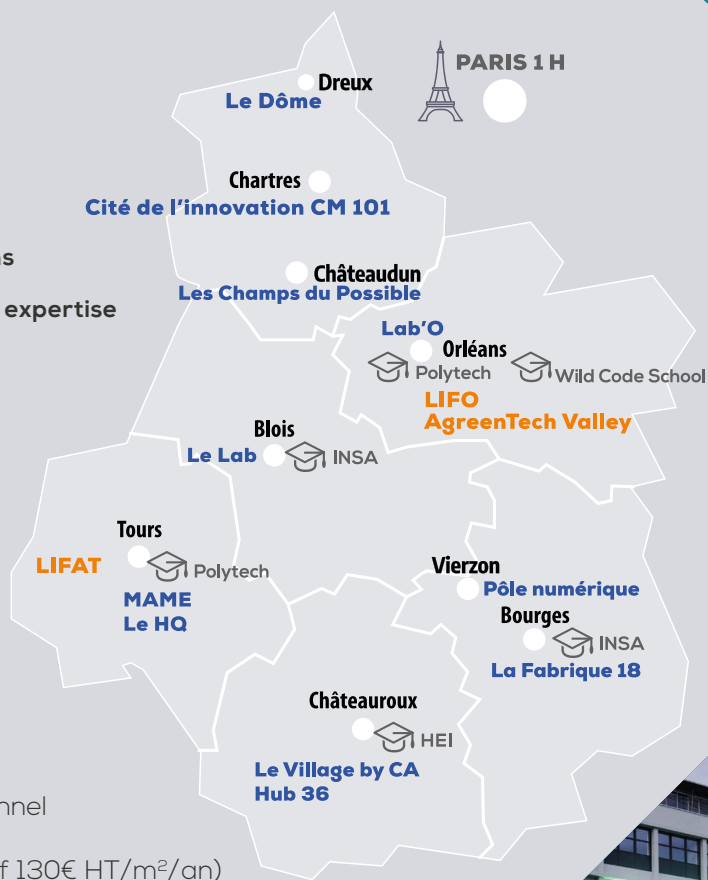 PARIS 1 H
Dreux
Le Dôme
Chartres
Cité de l'innovation CM 101
Châteaudun
Les Champs du Possible
expertise
Lab'O
Orléans
Polytech
Wild Code School
LIFO
AgreenTech Valley
Blois
Le Lab
INSA
Tours
LIFAT
Polytech
MAME
Le HQ
Vierzon
Pôle numérique
Bourges
INSA
La Fabrique 18
Châteauroux
HEI
Le Village by CA
Hub 36
130€ HT/m²/an)